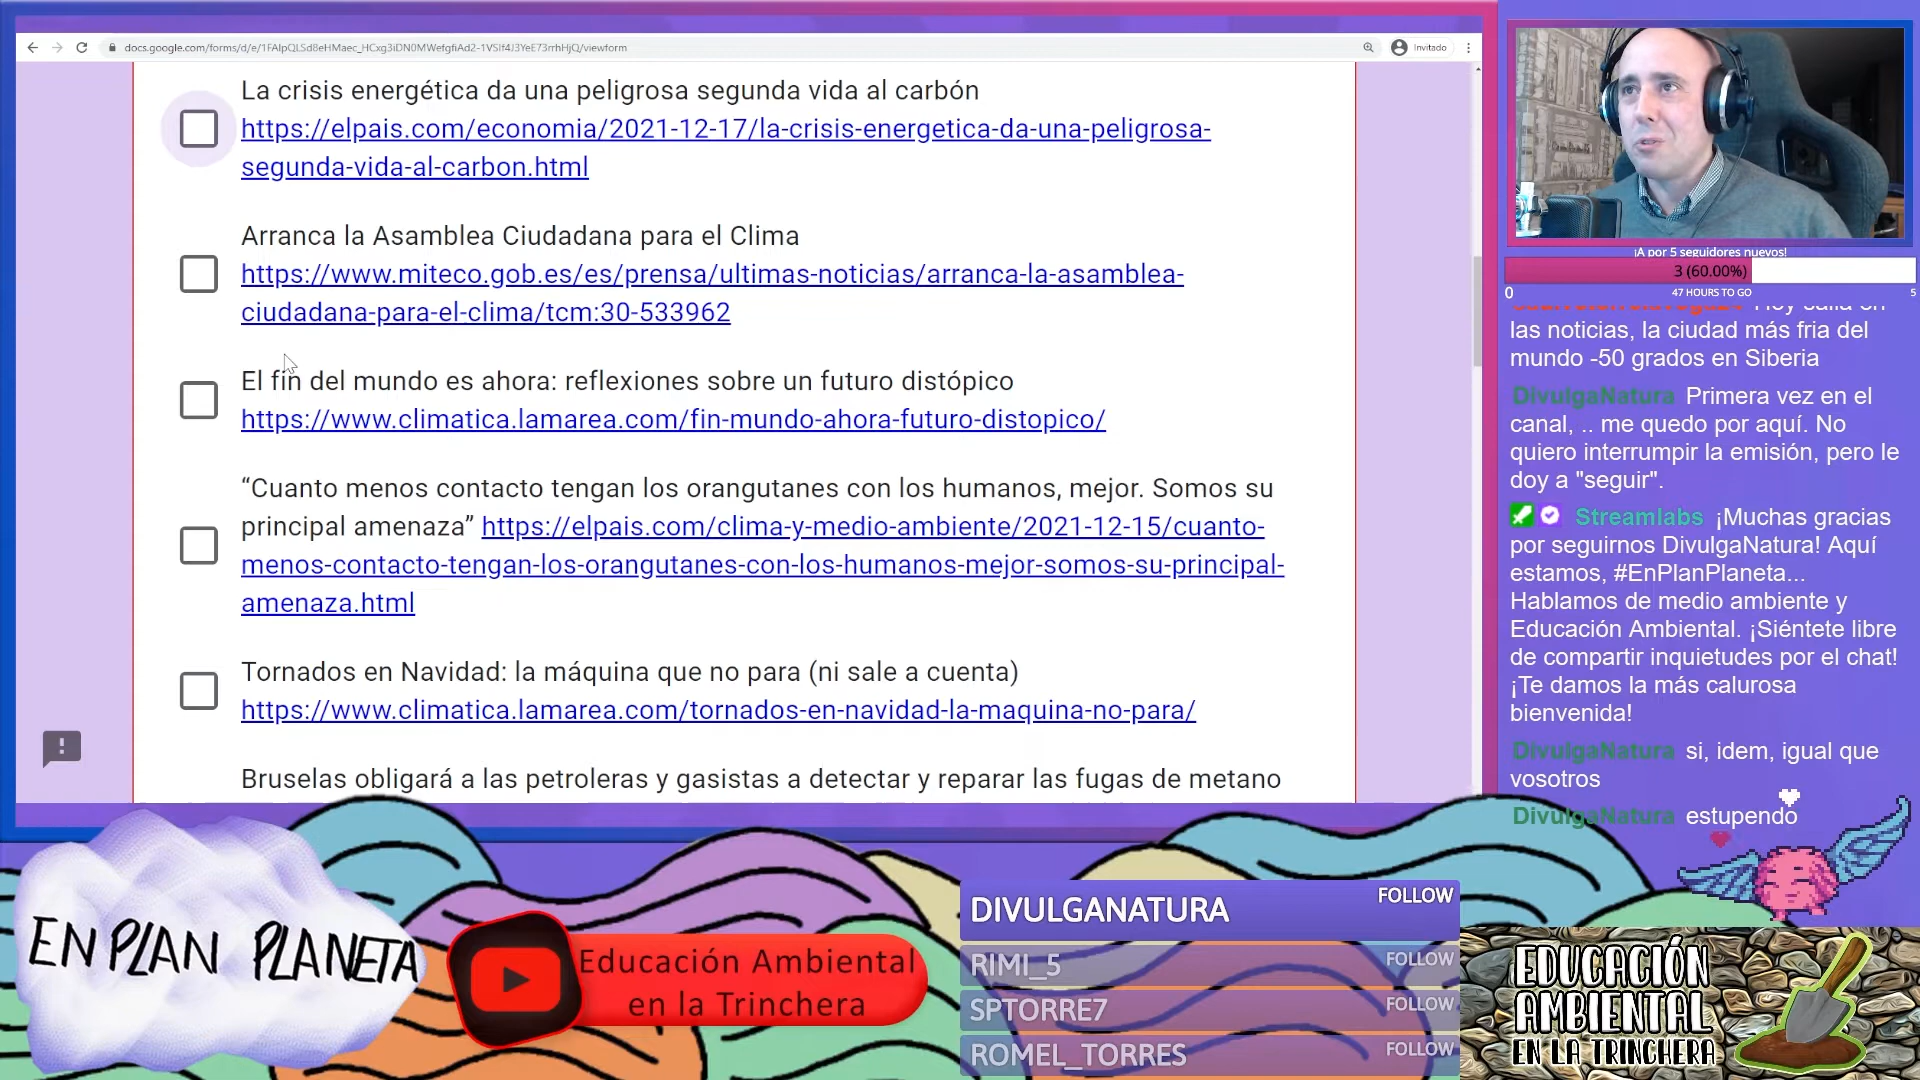 docs.google.com/forms/d/e/1FAIpQLSd8eHMaec_HCxg3iDN0MWefgfiAd2-1VSIf4J3YeE73rrhHjQ/viewform
Invitado
La crisis energética da una peligrosa segunda vida al carbón
https://elpais.com/economia/2021-12-17/la-crisis-energetica-da-una-peligrosa-
segunda-vida-al-carbon.html
Arranca la Asamblea Ciudadana para el Clima
https://www.miteco.gob.es/es/prensa/ultimas-noticias/arranca-la-asamblea-
ciudadana-para-el-clima/tcm:30-533962
El fin del mundo es ahora: reflexiones sobre un futuro distópico
https://www.climatica.lamarea.com/fin-mundo-ahora-futuro-distopico/
“Cuanto menos contacto tengan los orangutanes con los humanos, mejor. Somos su
principal amenaza” https://elpais.com/clima-y-medio-ambiente/2021-12-15/cuanto-
menos-contacto-tengan-los-orangutanes-con-los-humanos-mejor-somos-su-principal-
amenaza.html
Tornados en Navidad: la máquina que no para (ni sale a cuenta)
https://www.climatica.lamarea.com/tornados-en-navidad-la-maquina-no-para/
Bruselas obligará a las petroleras y gasistas a detectar y reparar las fugas de metano
¡A por 5 seguidores nuevos!
3 (60.00%)
0 47 HOURS TO GO 5
Hoy salía en
las noticias, la ciudad más fria del
mundo -50 grados en Siberia
DivulgaNatura Primera vez en el
canal, .. me quedo por aquí. No
quiero interrumpir la emisión, pero le
doy a "seguir".
Streamlabs ¡Muchas gracias
por seguirnos DivulgaNatura! Aquí
estamos, #EnPlanPlaneta...
Hablamos de medio ambiente y
Educación Ambiental. ¡Siéntete libre
de compartir inquietudes por el chat!
¡Te damos la más calurosa
bienvenida!
DivulgaNatura si, idem, igual que
vosotros
DivulgaNatura estupendo
EN PLAN PLANETA
Educación Ambiental
en la Trinchera
DIVULGANATURA FOLLOW
RIMI_5 FOLLOW
SPTORRE7 FOLLOW
ROMEL_TORRES FOLLOW
EDUCACIÓN
AMBIENTAL
EN LA TRINCHERA